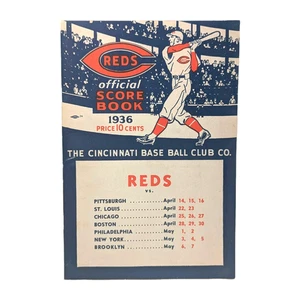 REDS
official
SCORE
BOOK
1936
PRICE 10 CENTS
THE CINCINNATI BASE BALL CLUB CO.
REDS
vs.
PITTSBURGH .......... April 14, 15, 16
ST. LOUIS .......... April 22, 23
CHICAGO .......... April 25, 26, 27
BOSTON .......... April 28, 29, 30
PHILADELPHIA .......... May 1, 2
NEW YORK .......... May 3, 4, 5
BROOKLYN .......... May 6, 7